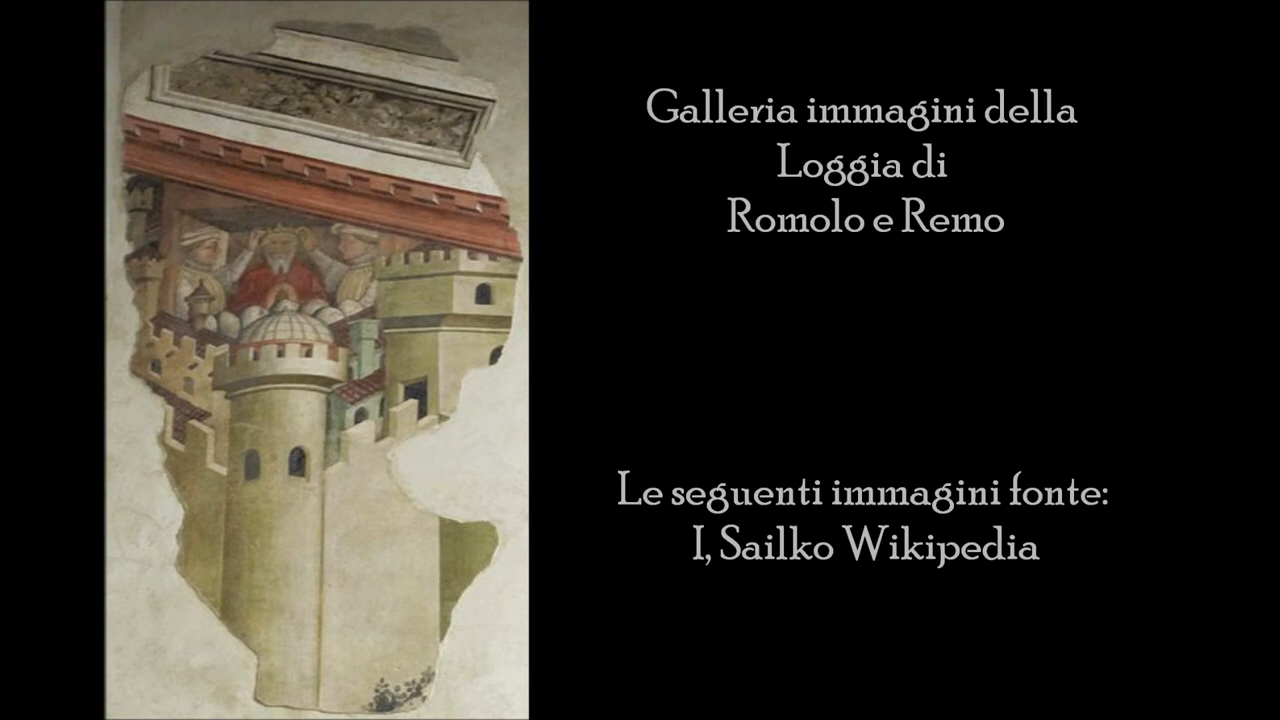 Galleria immagini della
Loggia di
Romolo e Remo
Le seguenti immagini fonte:
I, Sailko Wikipedia